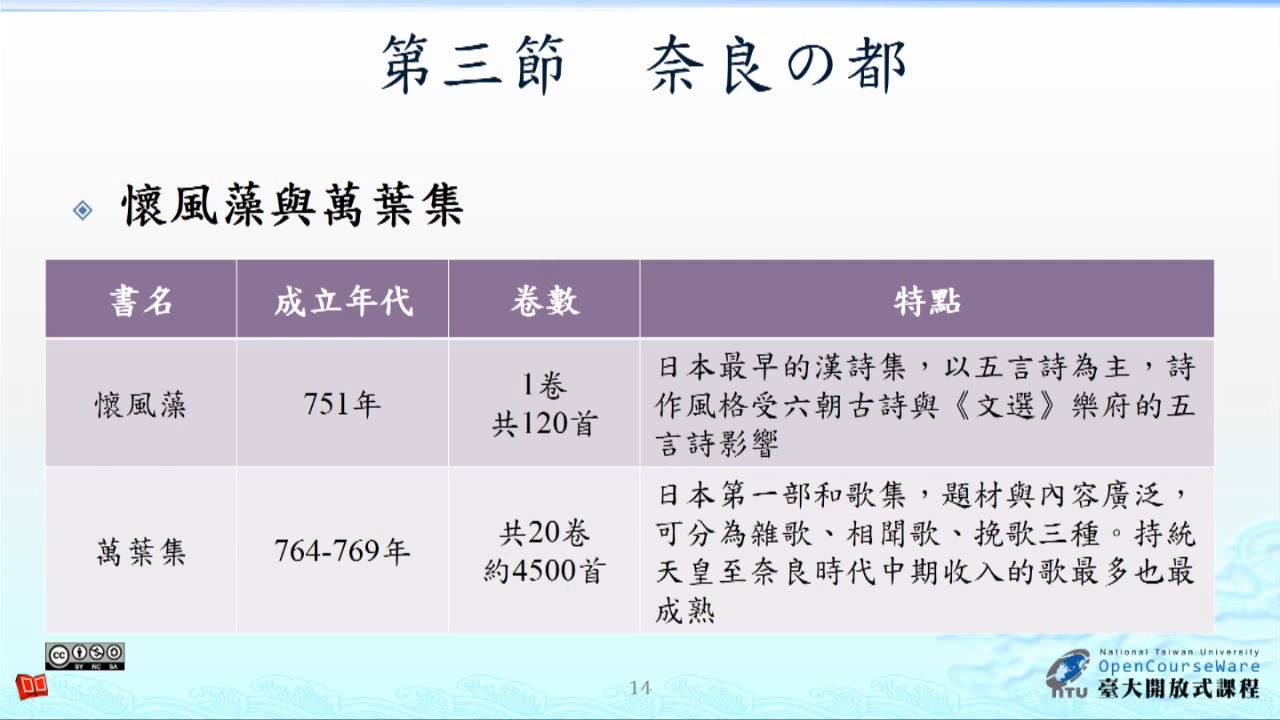 第三節　奈良の都
懷風藻與萬葉集
書名
成立年代
卷數
特點
懷風藻
751年
1卷
共120首
日本最早的漢詩集，以五言詩為主，詩
作風格受六朝古詩與《文選》樂府的五
言詩影響
萬葉集
764-769年
共20卷
約4500首
日本第一部和歌集，題材與內容廣泛，
可分為雜歌、相聞歌、挽歌三種。持統
天皇至奈良時代中期收入的歌最多也最
成熟
cc
BY NC SA
14
NTU
National Taiwan University
OpenCourseWare
臺大開放式課程